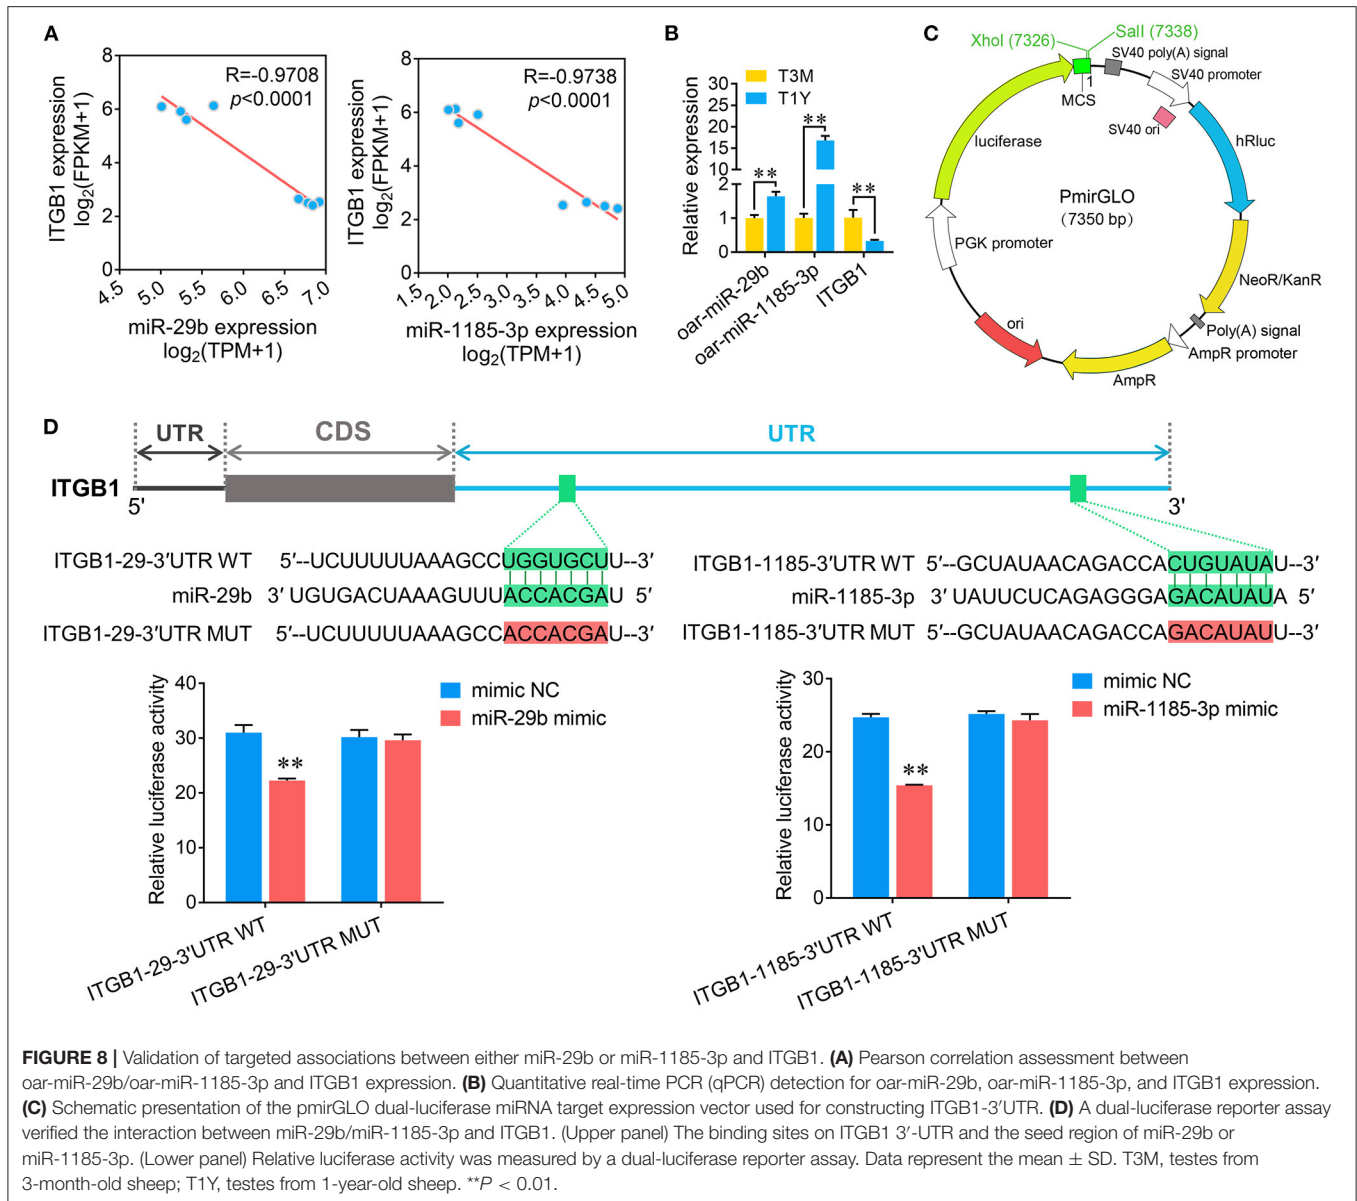 A
8
6
4
2
0
ITGB1 expression
log2(FPKM+1)
R=-0.9708
p<0.0001
4.5
5.0
5.5
6.0
6.5
7.0
miR-29b expression
log2(TPM+1)
8
6
4
2
0
ITGB1 expression
log2(FPKM+1)
R=-0.9738
p<0.0001
1.5
2.0
2.5
3.0
3.5
4.0
4.5
5.0
miR-1185-3p expression
log2(TPM+1)
B
T3M
T1Y
Relative expression
30
25
20
15
10
2
1
0
**
**
**
oar-miR-29b
oar-miR-1185-3p
ITGB1
C
XhoI (7326)
SalI (7338)
SV40 poly(A) signal
SV40 promoter
1
MCS
SV40 ori
luciferase
hRluc
PmirGLO
(7350 bp)
PGK promoter
NeoR/KanR
ori
Poly(A) signal
AmpR promoter
AmpR
D
UTR
CDS
UTR
ITGB1
5'
3'
ITGB1-29-3'UTR WT 5'--UCUUUUUAAAGCCUGGUGCUU--3'
miR-29b 3' UGUGACUAAAGUUUACCACGAU 5'
ITGB1-29-3'UTR MUT 5'--UCUUUUUAAAGCCACCACGAU--3'
ITGB1-1185-3'UTR WT 5'--GCUAUAACAGACCACUGUAUAU--3'
miR-1185-3p 3' UAUUCUCAGAGGGAGACAUAUA 5'
ITGB1-1185-3'UTR MUT 5'--GCUAUAACAGACCAGACAUAUU--3'
Relative luciferase activity
40
30
20
10
0
mimic NC
miR-29b mimic
**
ITGB1-29-3'UTR WT
ITGB1-29-3'UTR MUT
Relative luciferase activity
30
20
10
0
mimic NC
miR-1185-3p mimic
**
ITGB1-1185-3'UTR WT
ITGB1-1185-3'UTR MUT
FIGURE 8 | Validation of targeted associations between either miR-29b or miR-1185-3p and ITGB1. (A) Pearson correlation assessment between
oar-miR-29b/oar-miR-1185-3p and ITGB1 expression. (B) Quantitative real-time PCR (qPCR) detection for oar-miR-29b, oar-miR-1185-3p, and ITGB1 expression.
(C) Schematic presentation of the pmirGLO dual-luciferase miRNA target expression vector used for constructing ITGB1-3'UTR. (D) A dual-luciferase reporter assay
verified the interaction between miR-29b/miR-1185-3p and ITGB1. (Upper panel) The binding sites on ITGB1 3'-UTR and the seed region of miR-29b or
miR-1185-3p. (Lower panel) Relative luciferase activity was measured by a dual-luciferase reporter assay. Data represent the mean ± SD. T3M, testes from
3-month-old sheep; T1Y, testes from 1-year-old sheep. **P < 0.01.